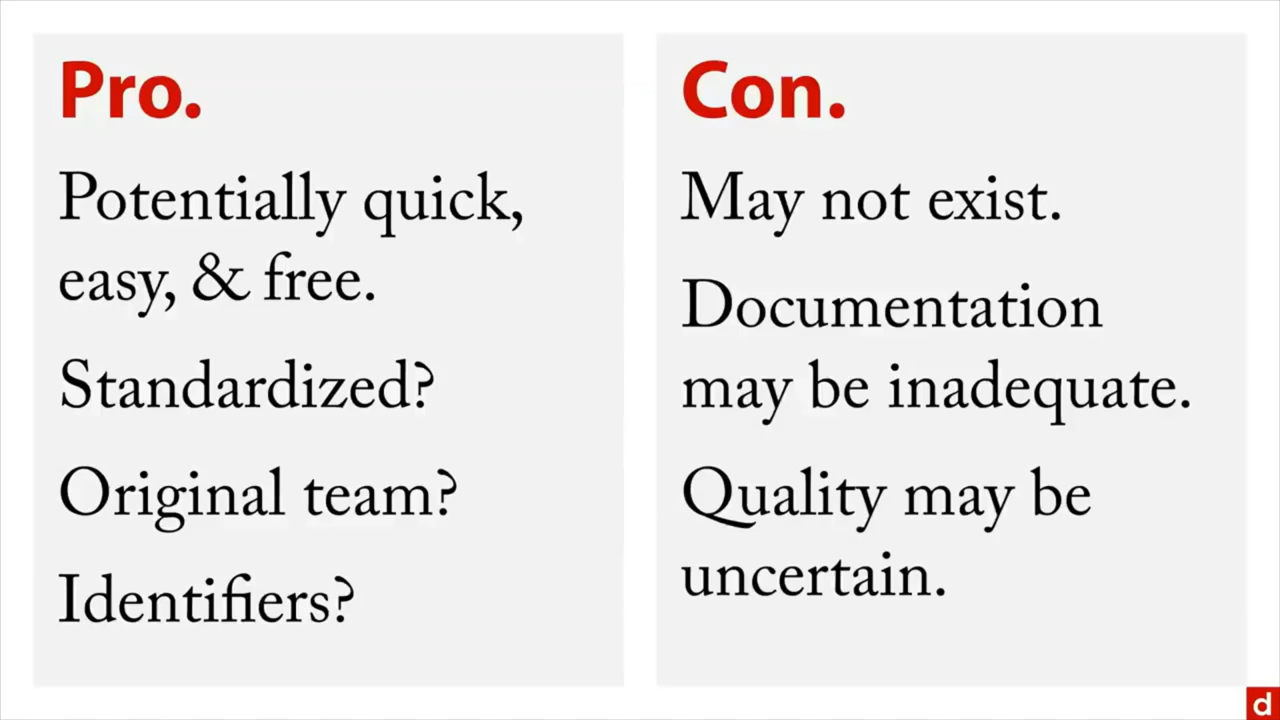 Pro.
Potentially quick,
easy, & free.
Standardized?
Original team?
Identifiers?
Con.
May not exist.
Documentation
may be inadequate.
Quality may be
uncertain.
d